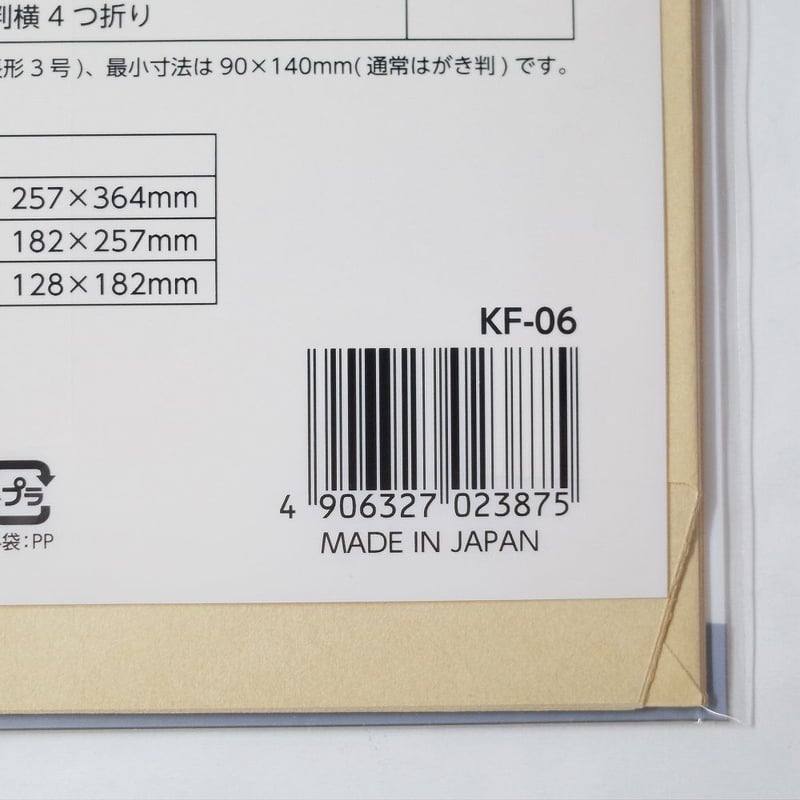 判横4つ折り
形3号)、最小寸法は90×140mm(通常はがき判)です。
257×364mm
182×257mm
128×182mm
KF-06
4 906327 023875
プラ
袋:PP
MADE IN JAPAN